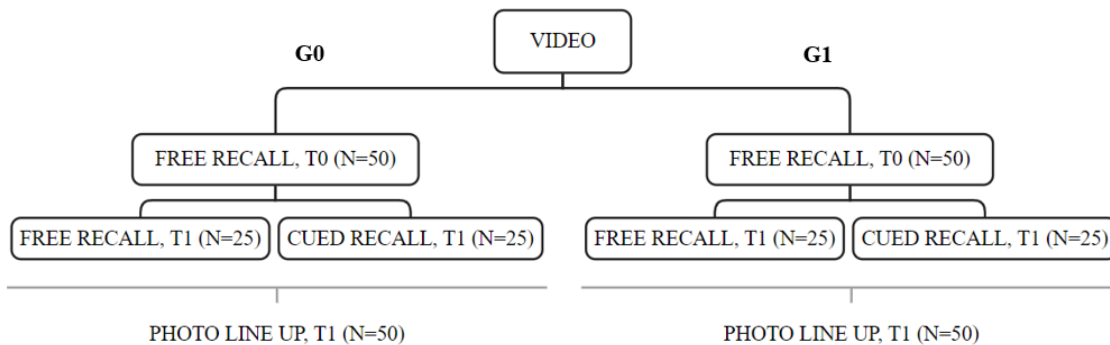 VIDEO
G0
G1
FREE RECALL, T0 (N=50)
FREE RECALL, T0 (N=50)
FREE RECALL, T1 (N=25)
CUED RECALL, T1 (N=25)
FREE RECALL, T1 (N=25)
CUED RECALL, T1 (N=25)
PHOTO LINE UP, T1 (N=50)
PHOTO LINE UP, T1 (N=50)